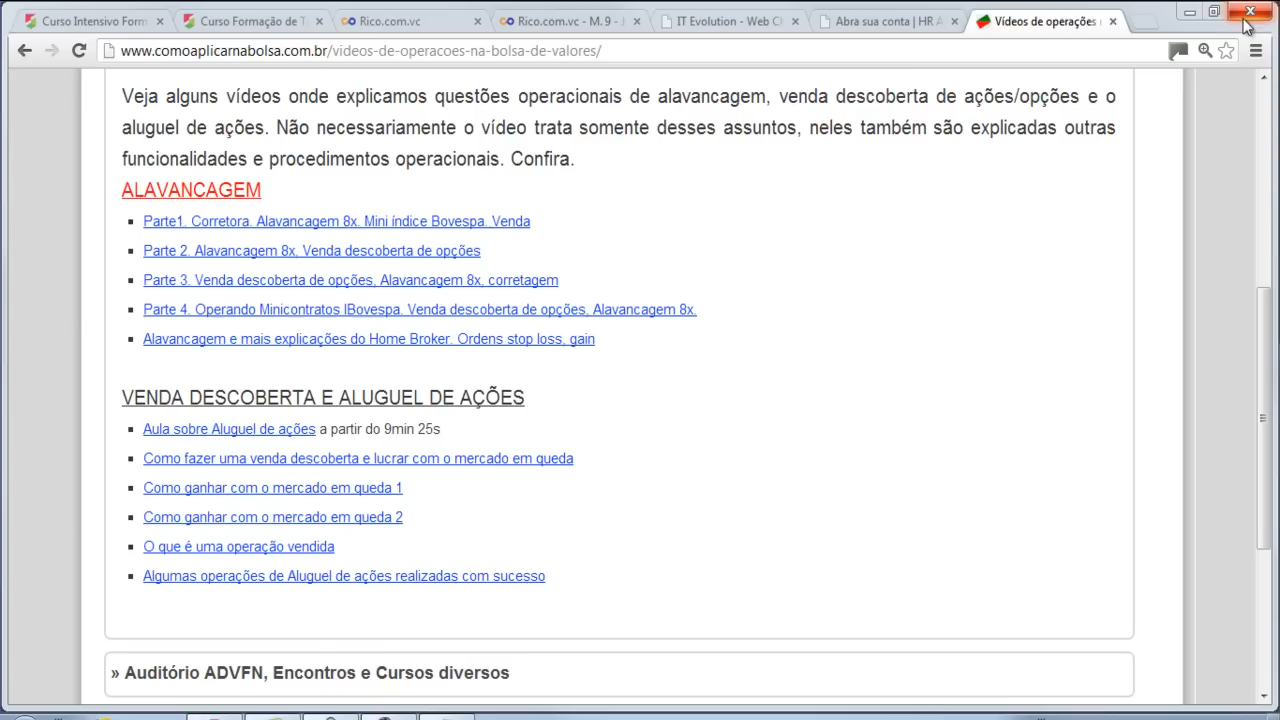 Curso Intensivo Form
Curso Formação de T
Rico.com.vc
Rico.com.vc - M. 9 - J
IT Evolution - Web C
Abra sua conta | HR A
Vídeos de operações
www.comoaplicarnabolsa.com.br/videos-de-operacoes-na-bolsa-de-valores/
Veja alguns vídeos onde explicamos questões operacionais de alavancagem, venda descoberta de ações/opções e o
aluguel de ações. Não necessariamente o vídeo trata somente desses assuntos, neles também são explicadas outras
funcionalidades e procedimentos operacionais. Confira.
ALAVANCAGEM
Parte1. Corretora. Alavancagem 8x. Mini índice Bovespa. Venda
Parte 2. Alavancagem 8x, Venda descoberta de opções
Parte 3. Venda descoberta de opções, Alavancagem 8x, corretagem
Parte 4. Operando Minicontratos IBovespa. Venda descoberta de opções, Alavancagem 8x.
Alavancagem e mais explicações do Home Broker. Ordens stop loss, gain
VENDA DESCOBERTA E ALUGUEL DE AÇÕES
Aula sobre Aluguel de ações a partir do 9min 25s
Como fazer uma venda descoberta e lucrar com o mercado em queda
Como ganhar com o mercado em queda 1
Como ganhar com o mercado em queda 2
O que é uma operação vendida
Algumas operações de Aluguel de ações realizadas com sucesso
» Auditório ADVFN, Encontros e Cursos diversos